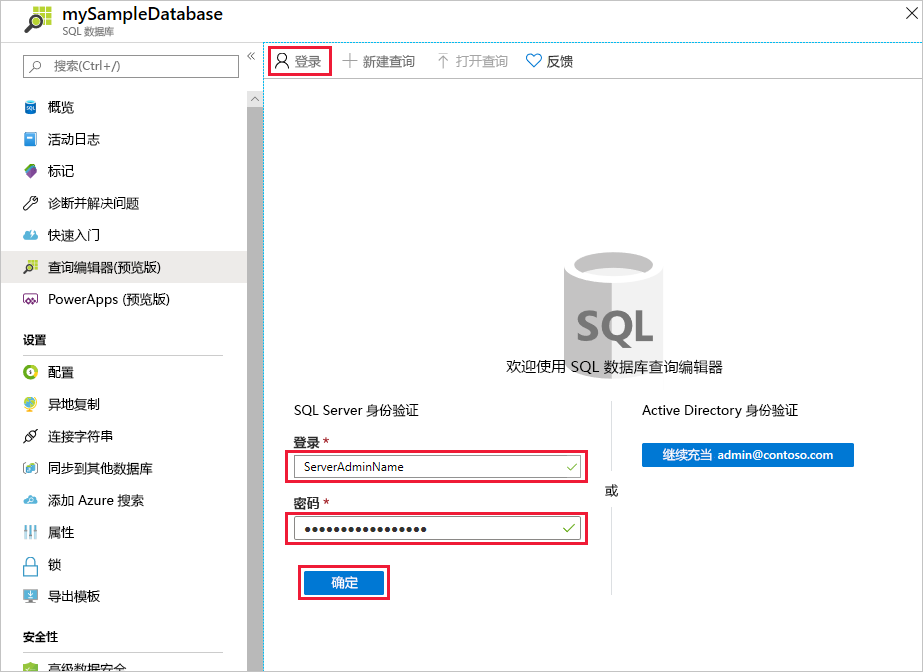 mySampleDatabase
SQL 数据库
搜索(Ctrl+/)
概览
活动日志
标记
诊断并解决问题
快速入门
查询编辑器(预览版)
PowerApps (预览版)
设置
配置
异地复制
连接字符串
同步到其他数据库
添加 Azure 搜索
属性
锁
导出模板
安全性
高级数据安全
登录 新建查询 打开查询 反馈
SQL
欢迎使用 SQL 数据库查询编辑器
SQL Server 身份验证
登录 *
ServerAdminName
密码 *
确定
或
Active Directory 身份验证
继续充当 admin@contoso.com